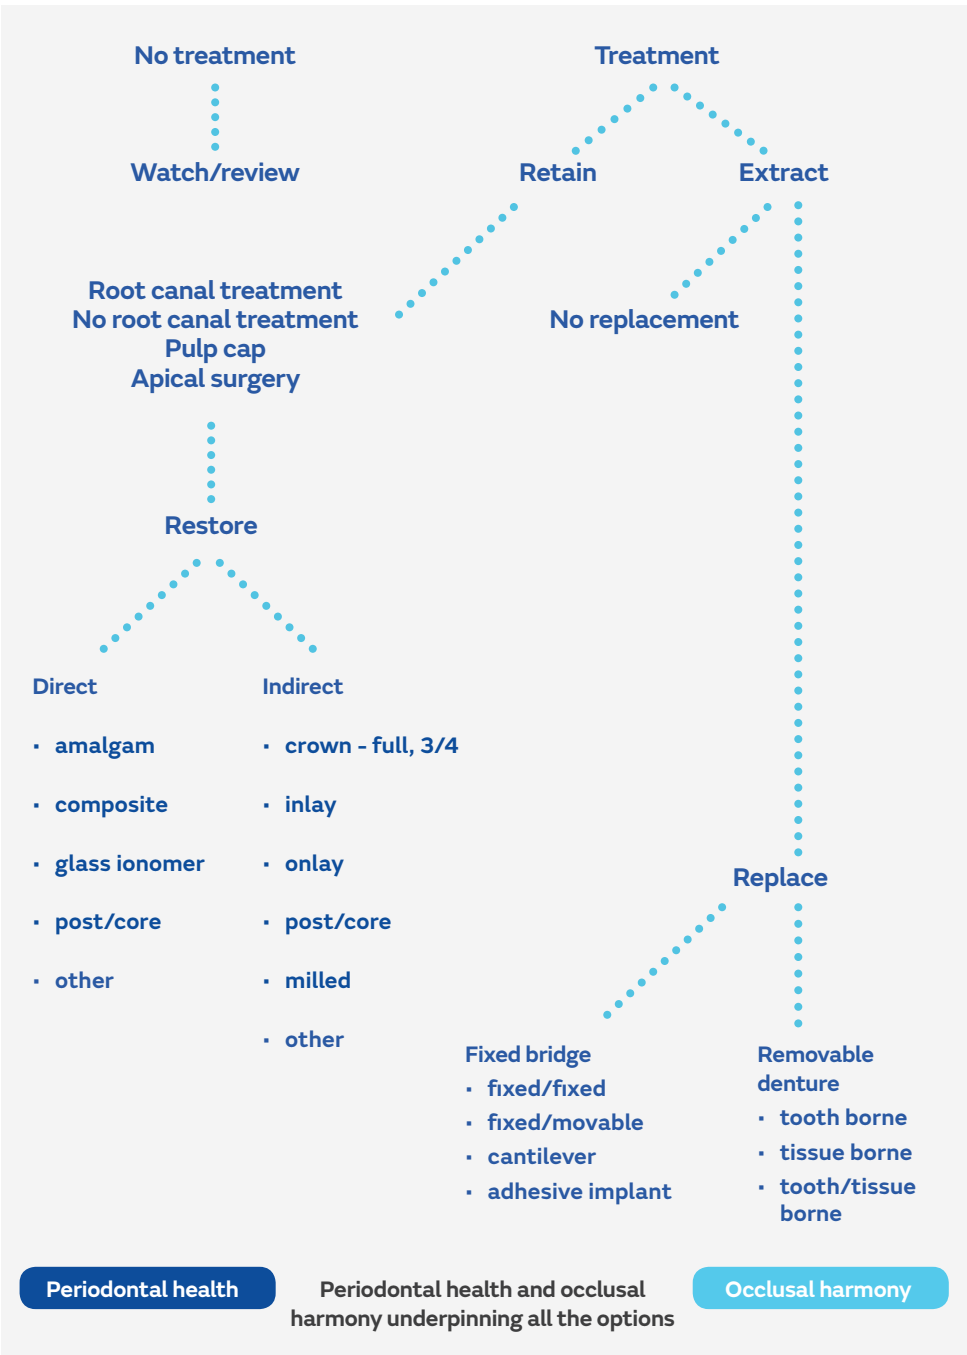 No treatment
Treatment
Watch/review
Retain
Extract
Root canal treatment
No root canal treatment
Pulp cap
Apical surgery
No replacement
Restore
Direct
▪ amalgam
▪ composite
▪ glass ionomer
▪ post/core
▪ other
Indirect
▪ crown - full, 3/4
▪ inlay
▪ onlay
▪ post/core
▪ milled
▪ other
Replace
Fixed bridge
▪ fixed/fixed
▪ fixed/movable
▪ cantilever
▪ adhesive implant
Removable
denture
▪ tooth borne
▪ tissue borne
▪ tooth/tissue
borne
Periodontal health
Periodontal health and occlusal
harmony underpinning all the options
Occlusal harmony